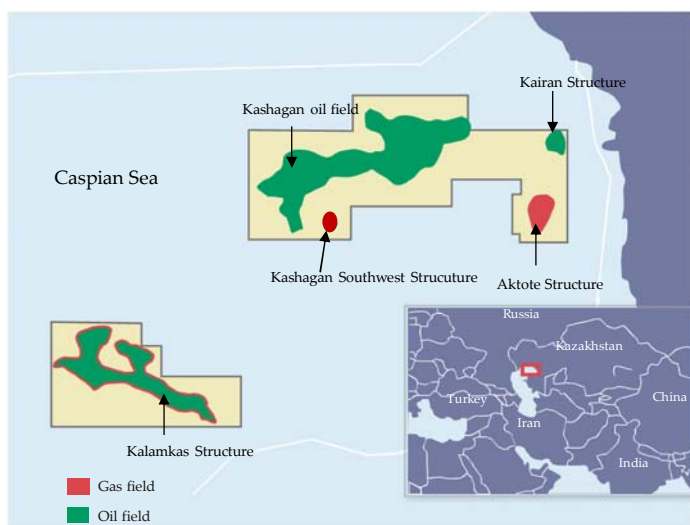 Kairan Structure
Kashagan oil field
Caspian Sea
Kashagan Southwest Strucuture
Aktote Structure
Russia
Kazakhstan
Turkey
China
Iran
India
Kalamkas Structure
Gas field
Oil field